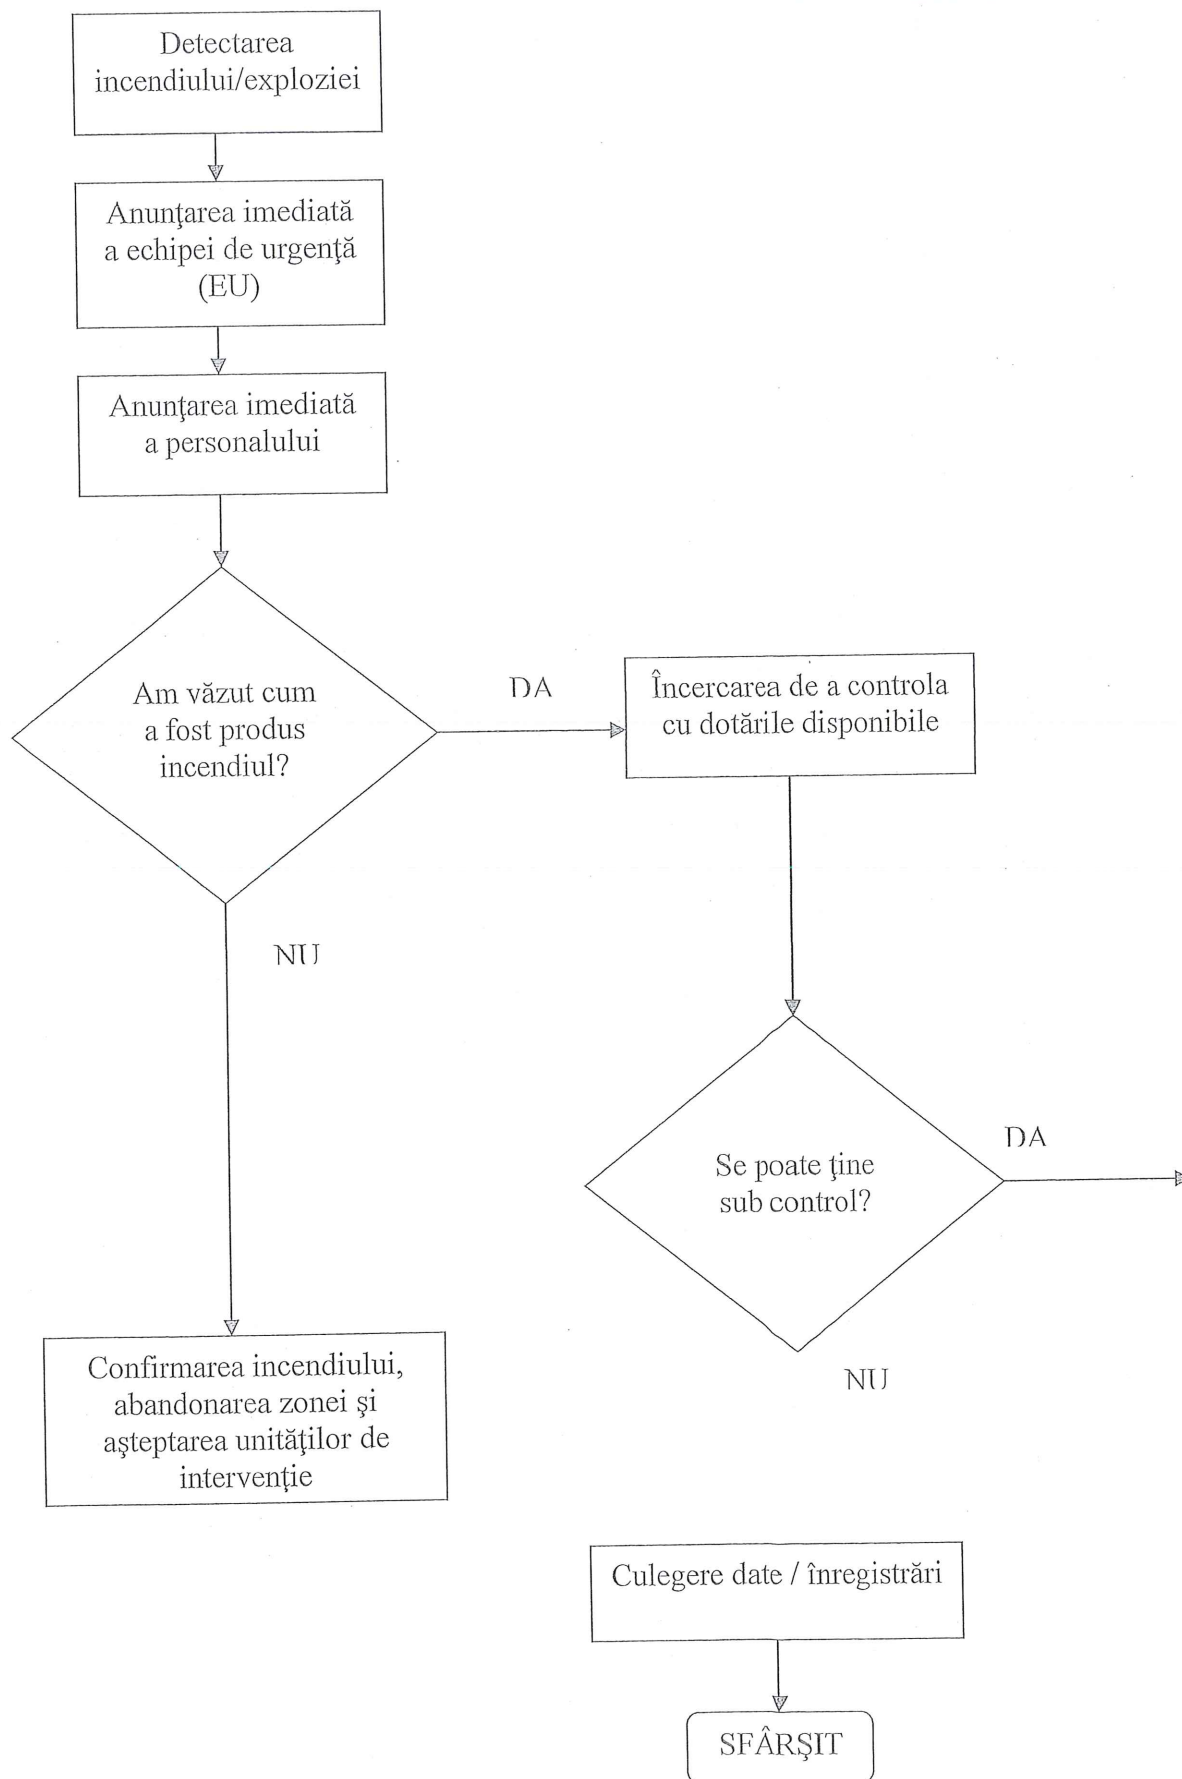 Detectarea
incendiului/exploziei
Anunţarea imediată
a echipei de urgenţă
(EU)
Anunţarea imediată
a personalului
Am văzut cum
a fost produs
incendiul?
DA
Încercarea de a controla
cu dotările disponibile
NU
Se poate ţine
sub control?
DA
NU
Confirmarea incendiului,
abandonarea zonei şi
aşteptarea unităţilor de
intervenţie
Culegere date / înregistrări
SFÂRŞIT